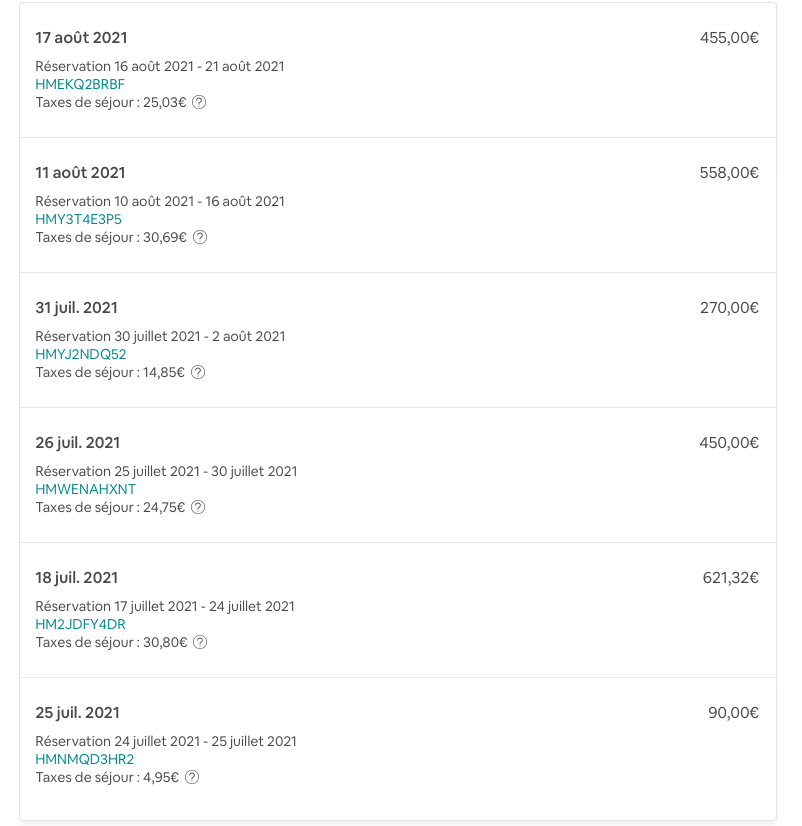 17 août 2021 455,00€
Réservation 16 août 2021 - 21 août 2021
HMEKQ2BRBF
Taxes de séjour : 25,03€ ?
11 août 2021 558,00€
Réservation 10 août 2021 - 16 août 2021
HMY3T4E3P5
Taxes de séjour : 30,69€ ?
31 juil. 2021 270,00€
Réservation 30 juillet 2021 - 2 août 2021
HMYJ2NDQ52
Taxes de séjour : 14,85€ ?
26 juil. 2021 450,00€
Réservation 25 juillet 2021 - 30 juillet 2021
HMWENAHXNT
Taxes de séjour : 24,75€ ?
18 juil. 2021 621,32€
Réservation 17 juillet 2021 - 24 juillet 2021
HM2JDFY4DR
Taxes de séjour : 30,80€ ?
25 juil. 2021 90,00€
Réservation 24 juillet 2021 - 25 juillet 2021
HMNMQD3HR2
Taxes de séjour : 4,95€ ?